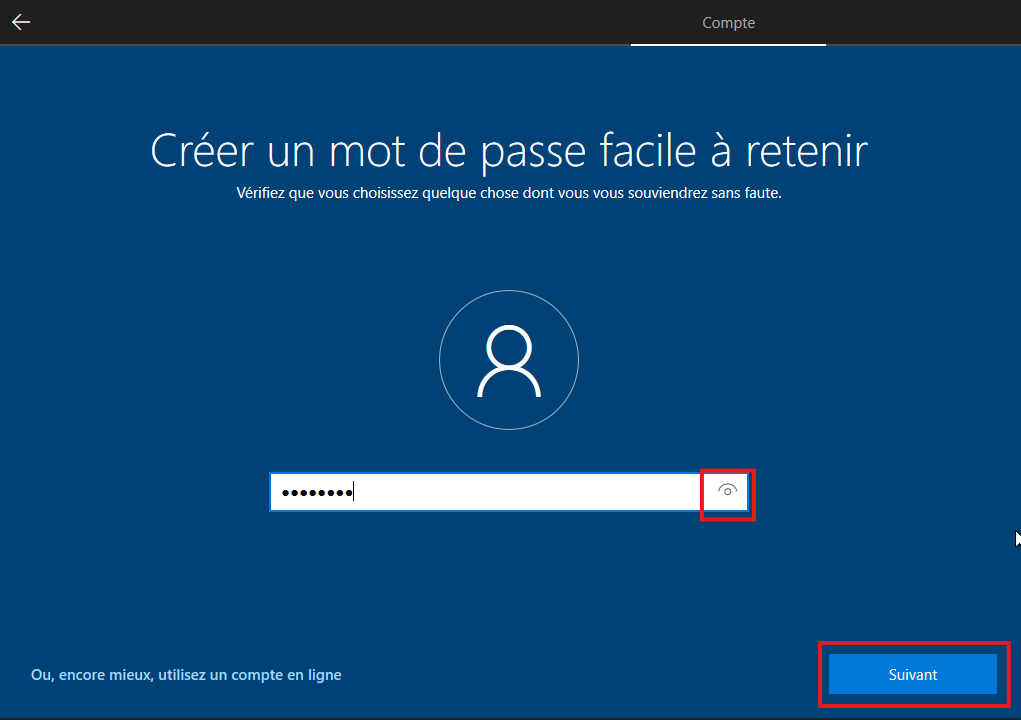 Compte
Créer un mot de passe facile à retenir
Vérifiez que vous choisissez quelque chose dont vous vous souviendrez sans faute.
••••••••
Ou, encore mieux, utilisez un compte en ligne
Suivant